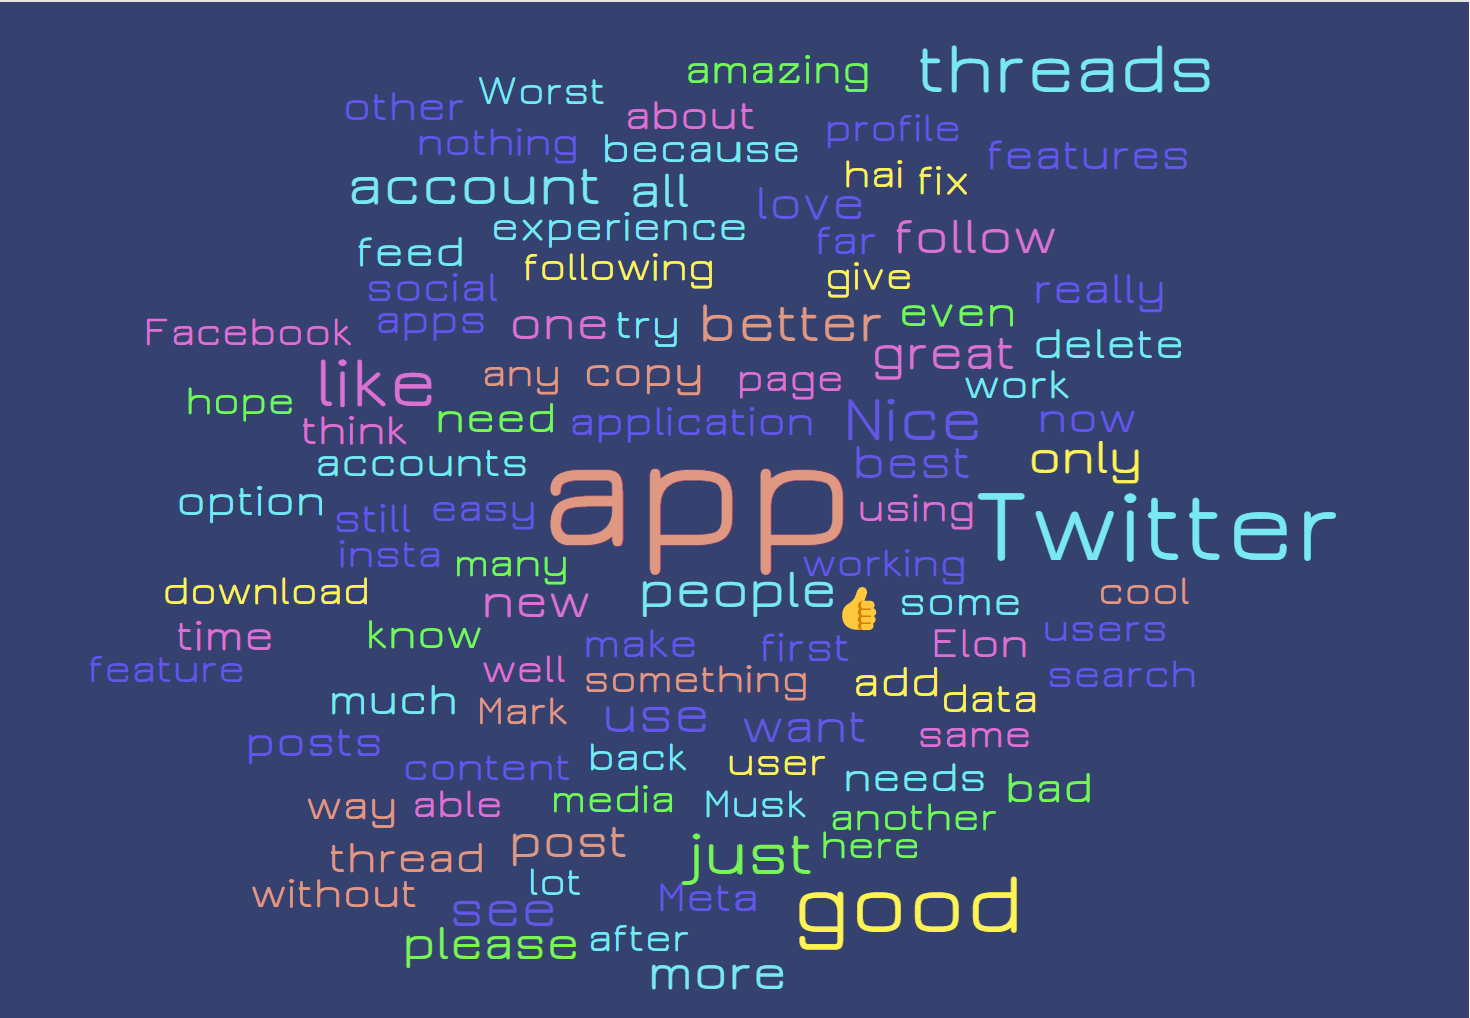 amazing threads
Worst
other about
nothing because profile features
hai fix
account all love
experience far follow
feed following give
social really
Facebook apps one try better even
great delete
like any copy page work
hope think need application Nice now
accounts app best only
option still easy using Twitter
insta many working
download new people 👍 some cool
time know make first Elon users
feature well something add search
much Mark use want data
posts same
content back user needs bad
way able media Musk another
thread post just here
without lot Meta good
see
please after
more